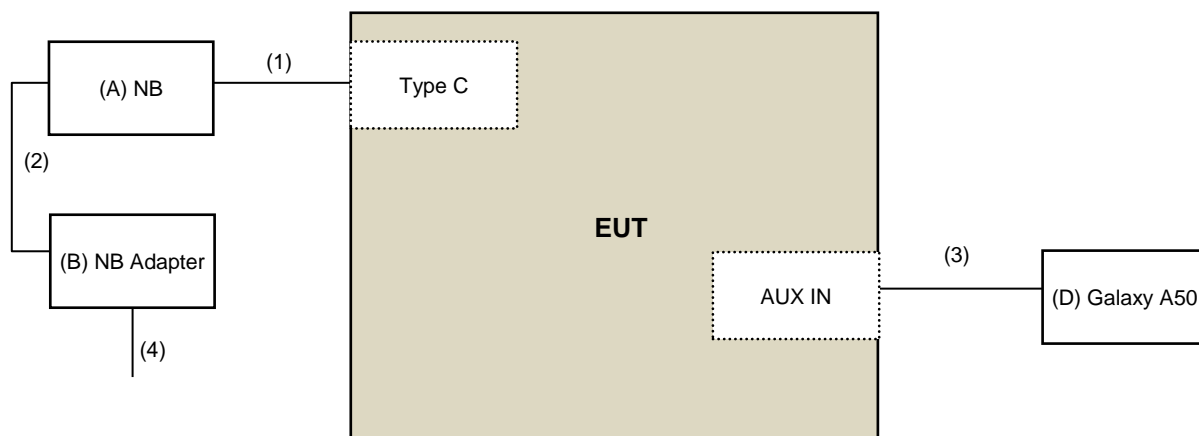 (A) NB
(1)
Type C
(2)
(B) NB Adapter
(4)
EUT
AUX IN
(3)
(D) Galaxy A50